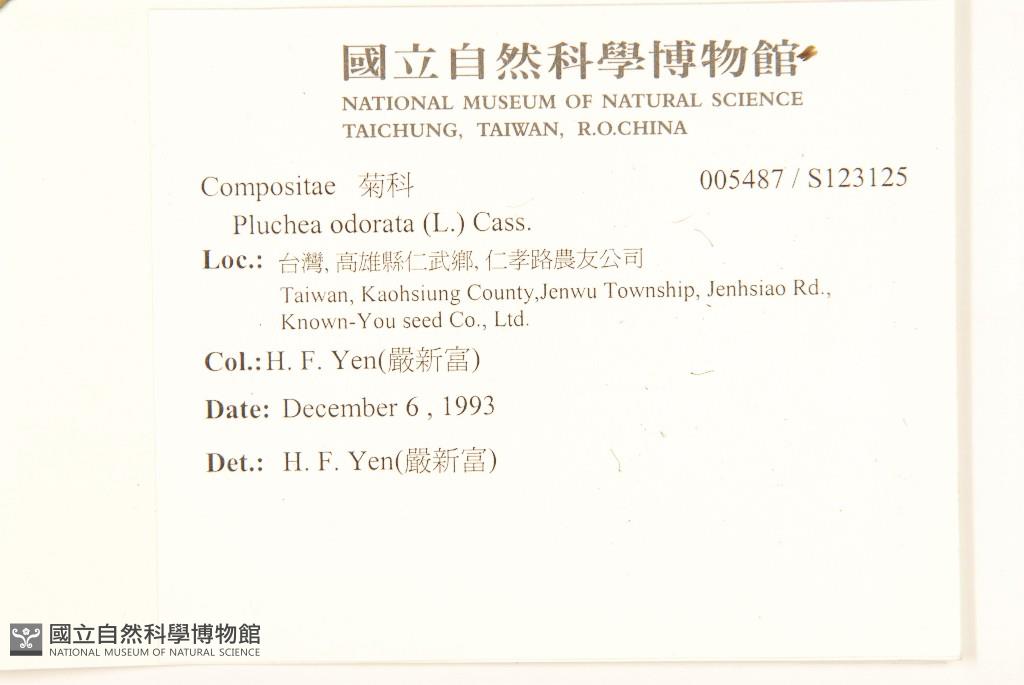 國立自然科學博物館
NATIONAL MUSEUM OF NATURAL SCIENCE
TAICHUNG, TAIWAN, R.O.CHINA
Compositae 菊科 005487 / S123125
Pluchea odorata (L.) Cass.
Loc.: 台灣, 高雄縣仁武鄉, 仁孝路農友公司
Taiwan, Kaohsiung County,Jenwu Township, Jenhsiao Rd.,
Known-You seed Co., Ltd.
Col.: H. F. Yen(嚴新富)
Date: December 6 , 1993
Det.: H. F. Yen(嚴新富)
國立自然科學博物館
NATIONAL MUSEUM OF NATURAL SCIENCE